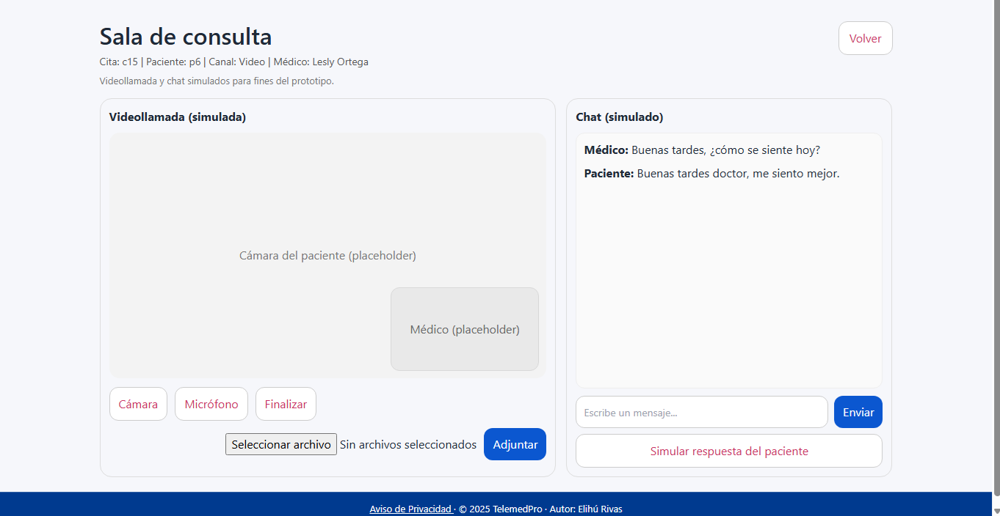 Sala de consulta
Volver
Cita: c15 | Paciente: p6 | Canal: Video | Médico: Lesly Ortega
Videollamada y chat simulados para fines del prototipo.
Videollamada (simulada)
Cámara del paciente (placeholder)
Médico (placeholder)
Cámara
Micrófono
Finalizar
Seleccionar archivo
Sin archivos seleccionados
Adjuntar
Chat (simulado)
Médico: Buenas tardes, ¿cómo se siente hoy?
Paciente: Buenas tardes doctor, me siento mejor.
Escribe un mensaje...
Enviar
Simular respuesta del paciente
Aviso de Privacidad · © 2025 TelemedPro · Autor: Elihú Rivas